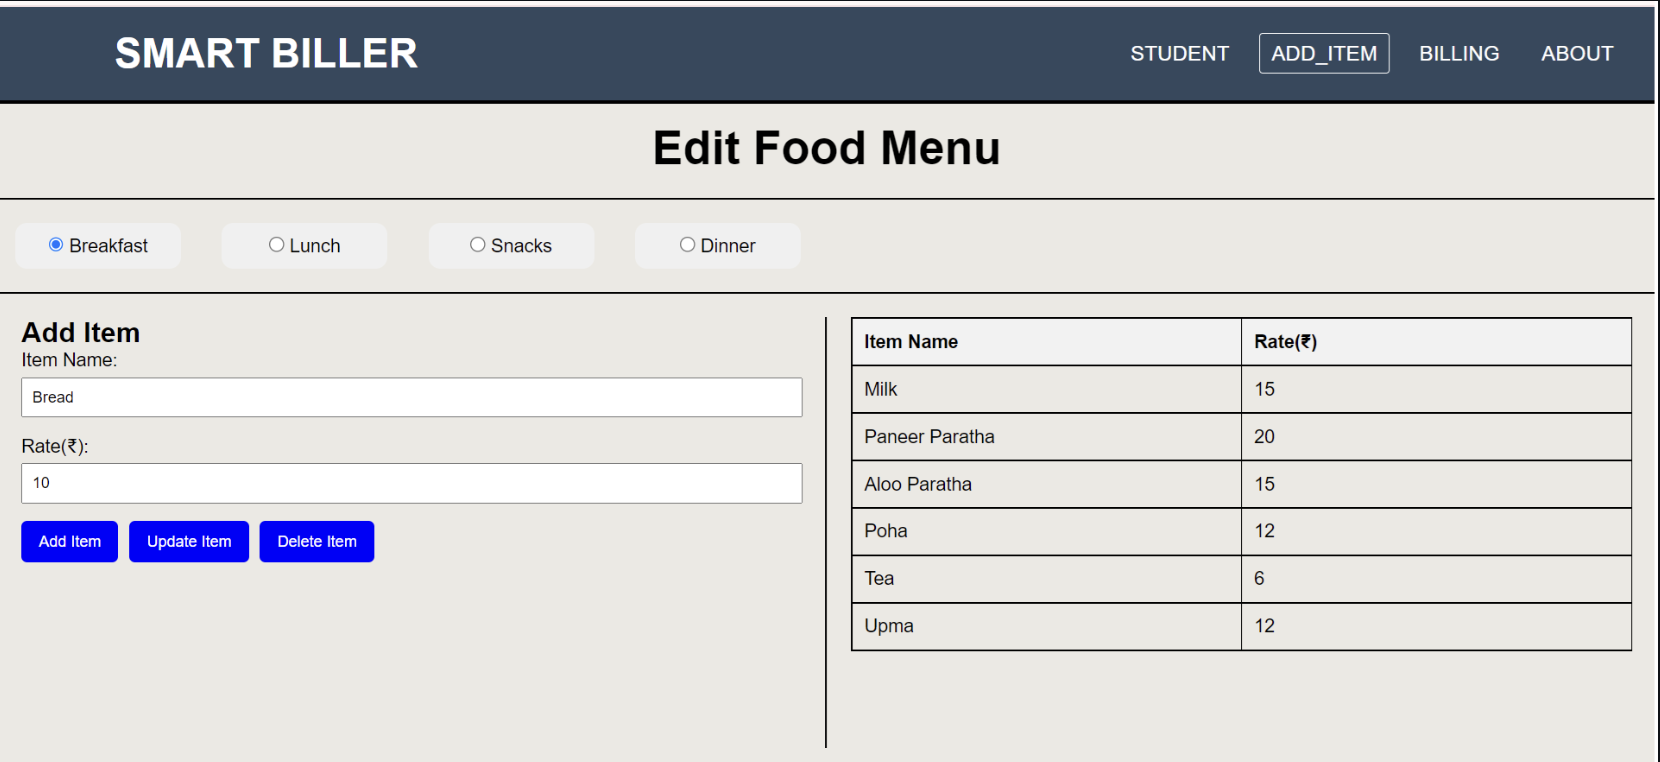 SMART BILLER
STUDENT ADD_ITEM BILLING ABOUT
Edit Food Menu
Breakfast Lunch Snacks Dinner
Add Item
Item Name:
Bread
Rate(₹):
10
Add Item Update Item Delete Item
Item Name Rate(₹)
Milk 15
Paneer Paratha 20
Aloo Paratha 15
Poha 12
Tea 6
Upma 12